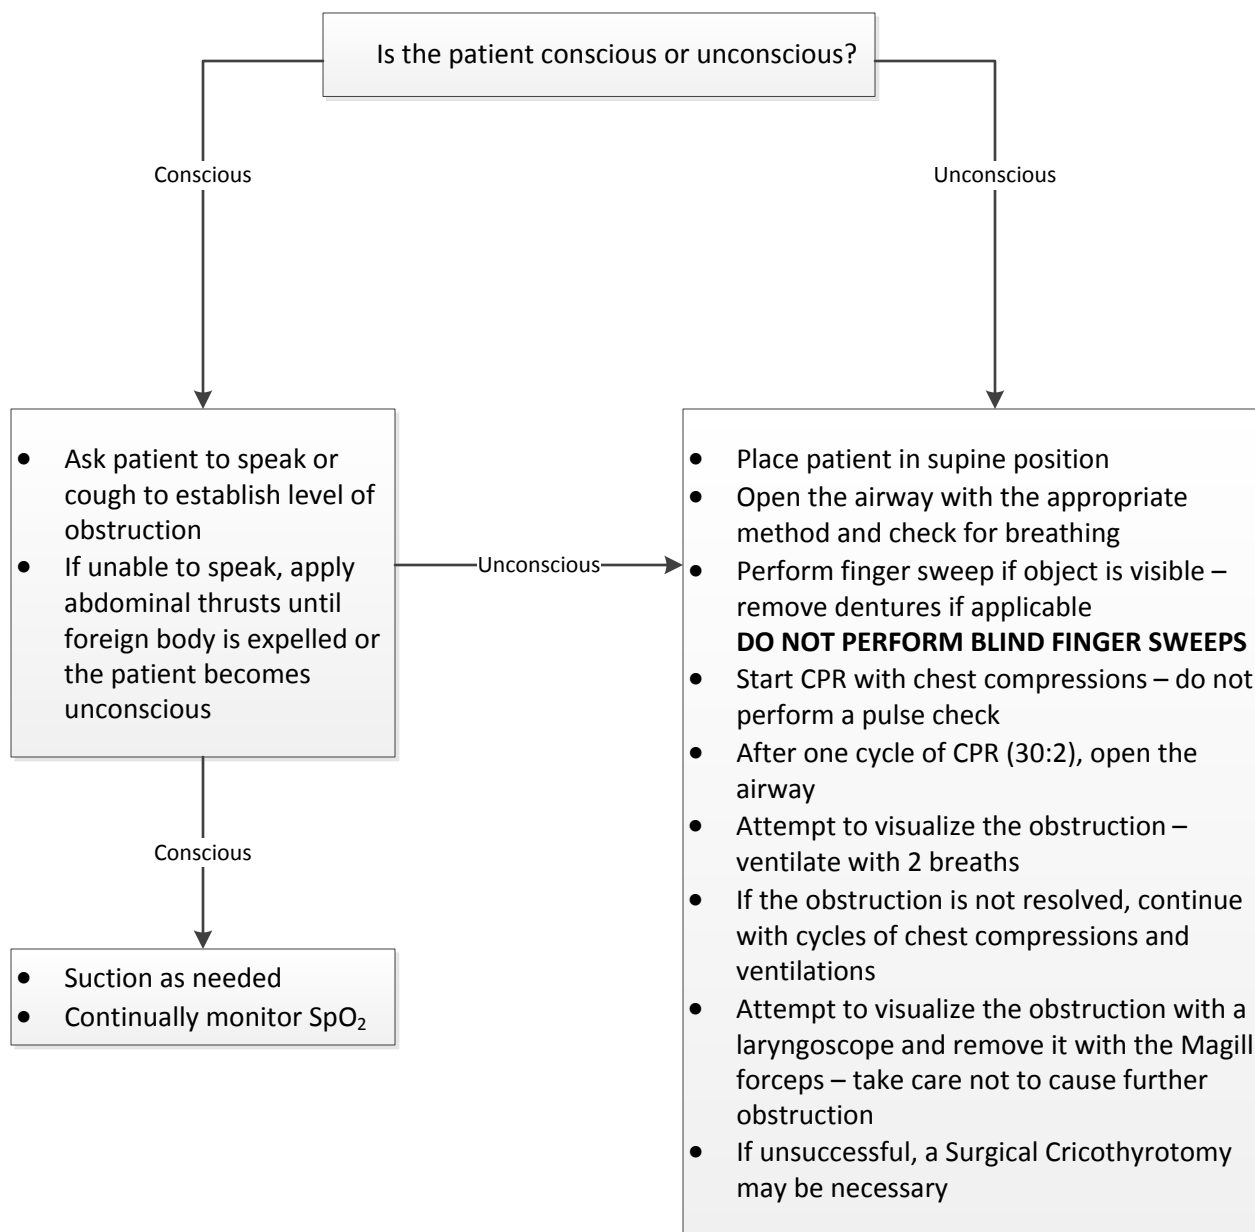 Is the patient conscious or unconscious?
Conscious
Unconscious
• Ask patient to speak or
cough to establish level of
obstruction
• If unable to speak, apply
abdominal thrusts until
foreign body is expelled or
the patient becomes
unconscious
Unconscious
• Place patient in supine position
• Open the airway with the appropriate
method and check for breathing
• Perform finger sweep if object is visible –
remove dentures if applicable
DO NOT PERFORM BLIND FINGER SWEEPS
• Start CPR with chest compressions – do not
perform a pulse check
• After one cycle of CPR (30:2), open the
airway
• Attempt to visualize the obstruction –
ventilate with 2 breaths
• If the obstruction is not resolved, continue
with cycles of chest compressions and
ventilations
• Attempt to visualize the obstruction with a
laryngoscope and remove it with the Magill
forceps – take care not to cause further
obstruction
• If unsuccessful, a Surgical Cricothyrotomy
may be necessary
Conscious
• Suction as needed
• Continually monitor SpO₂